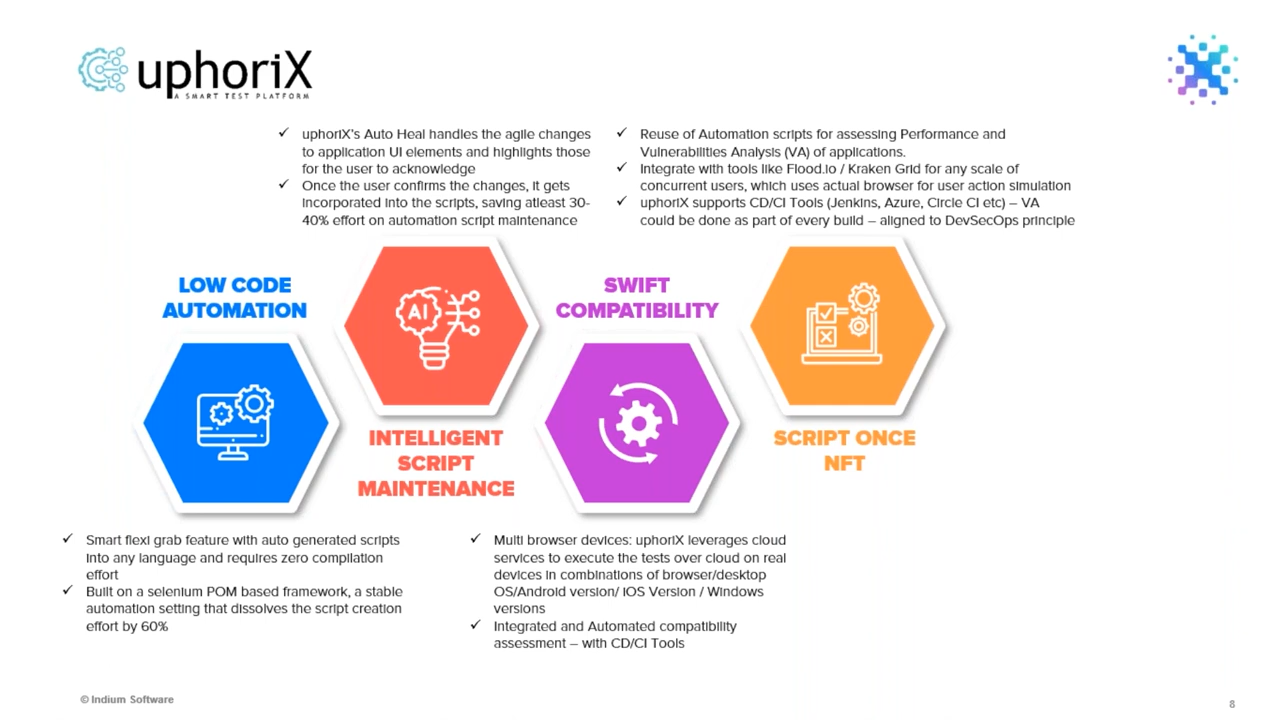 uphoriX
A SMART TEST PLATFORM
✓ uphoriX's Auto Heal handles the agile changes
to application UI elements and highlights those
for the user to acknowledge
✓ Once the user confirms the changes, it gets
incorporated into the scripts, saving atleast 30-
40% effort on automation script maintenance
✓ Reuse of Automation scripts for assessing Performance and
Vulnerabilities Analysis (VA) of applications.
✓ Integrate with tools like Flood.io / Kraken Grid for any scale of
concurrent users, which uses actual browser for user action simulation
✓ uphoriX supports CD/CI Tools (Jenkins, Azure, Circle CI etc) – VA
could be done as part of every build – aligned to DevSecOps principle
LOW CODE
AUTOMATION
AI
INTELLIGENT
SCRIPT
MAINTENANCE
SWIFT
COMPATIBILITY
SCRIPT ONCE
NFT
✓ Smart flexi grab feature with auto generated scripts
into any language and requires zero compilation
effort
✓ Built on a selenium POM based framework, a stable
automation setting that dissolves the script creation
effort by 60%
✓ Multi browser devices: uphoriX leverages cloud
services to execute the tests over cloud on real
devices in combinations of browser/desktop
OS/Android version/ iOS Version / Windows
versions
✓ Integrated and Automated compatibility
assessment – with CD/CI Tools
© Indium Software
8